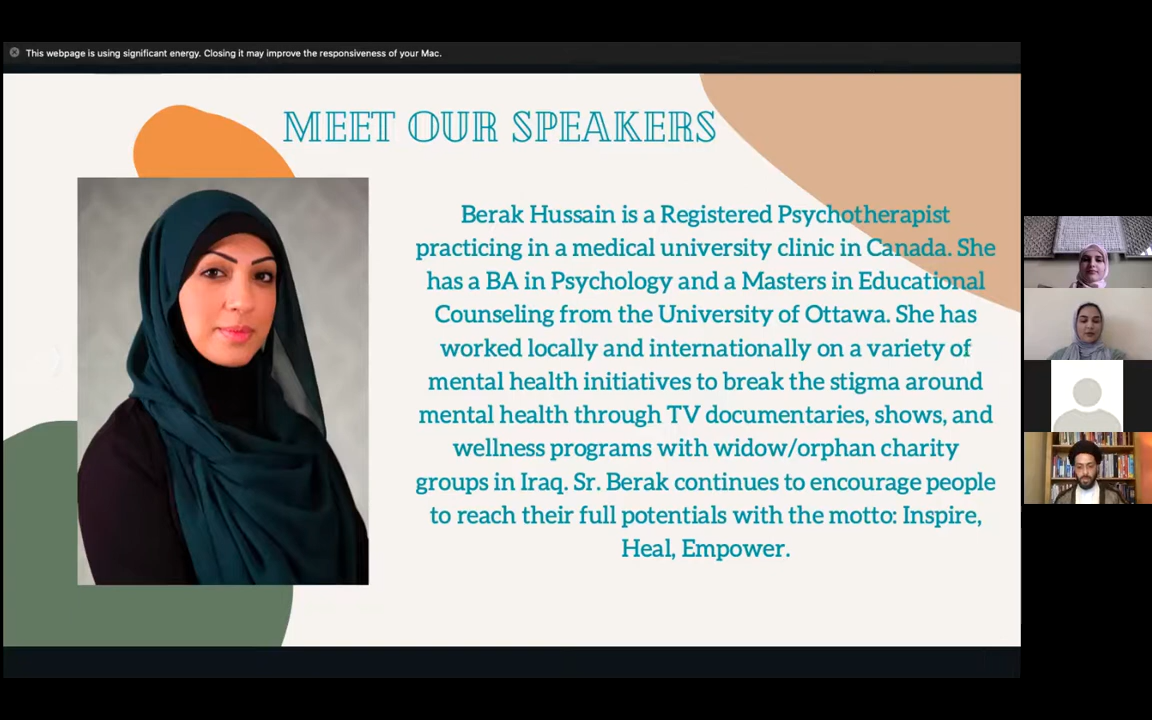 This webpage is using significant energy. Closing it may improve the responsiveness of your Mac.
MEET OUR SPEAKERS
Berak Hussain is a Registered Psychotherapist
practicing in a medical university clinic in Canada. She
has a BA in Psychology and a Masters in Educational
Counseling from the University of Ottawa. She has
worked locally and internationally on a variety of
mental health initiatives to break the stigma around
mental health through TV documentaries, shows, and
wellness programs with widow/orphan charity
groups in Iraq. Sr. Berak continues to encourage people
to reach their full potentials with the motto: Inspire,
Heal, Empower.